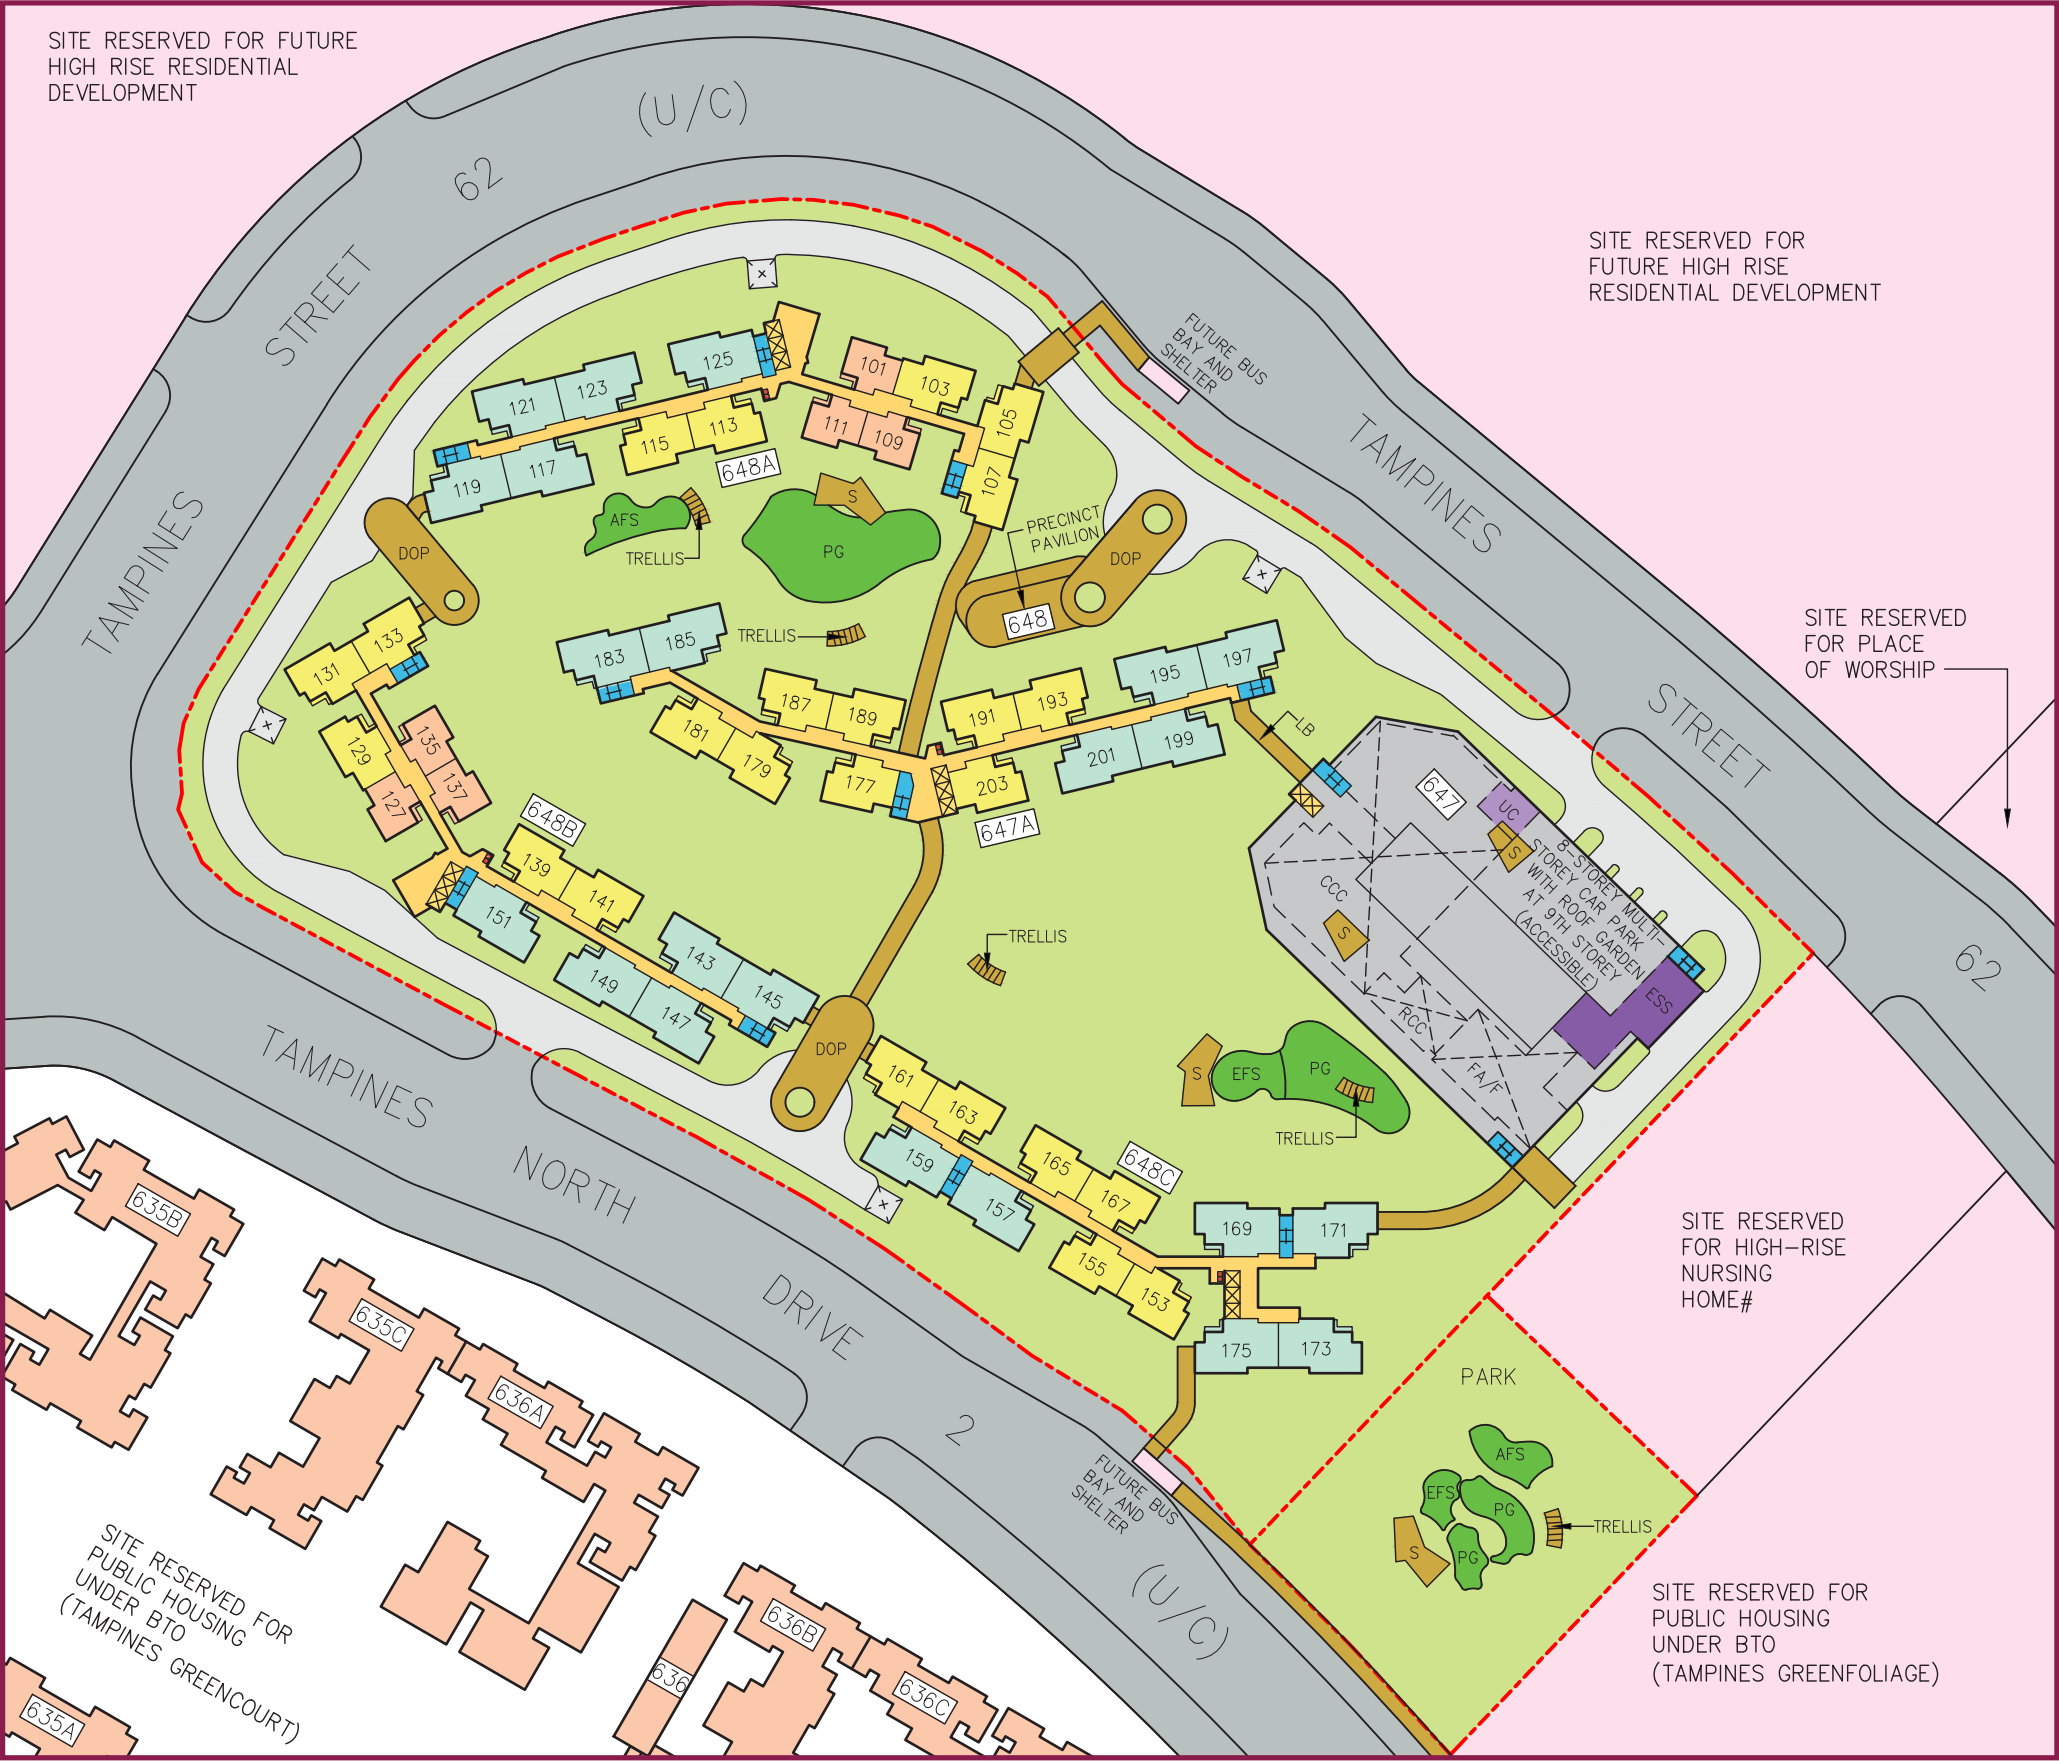 SITE RESERVED FOR FUTURE
HIGH RISE RESIDENTIAL
DEVELOPMENT
(U/C)
62
STREET
TAMPINES
SITE RESERVED FOR
FUTURE HIGH RISE
RESIDENTIAL DEVELOPMENT
FUTURE BUS
BAY AND
SHELTER
TAMPINES
STREET
62
SITE RESERVED
FOR PLACE
OF WORSHIP
125
123
121
119
117
115
113
101
103
105
107
109
111
648A
AFS
TRELLIS
S
PG
DOP
PRECINCT
PAVILION
648
DOP
TRELLIS
133
131
129
127
135
137
648B
139
141
151
149
147
143
145
183
185
181
179
187
189
177
191
193
195
197
199
201
203
647A
LB
647
UC
S
8-STOREY MULTI-
STOREY CAR PARK
WITH ROOF GARDEN
AT 9TH STOREY
(ACCESSIBLE)
CCC
S
RCC
FA/F
ESS
TRELLIS
DOP
161
163
159
157
165
167
648C
155
153
S
EFS
PG
TRELLIS
169
171
175
173
SITE RESERVED
FOR HIGH-RISE
NURSING
HOME#
PARK
AFS
EFS
PG
PG
S
TRELLIS
SITE RESERVED FOR
PUBLIC HOUSING
UNDER BTO
(TAMPINES GREENFOLIAGE)
TAMPINES
NORTH
DRIVE
2
(U/C)
FUTURE BUS
BAY AND
SHELTER
635B
635C
636A
636B
636
636C
635A
SITE RESERVED FOR
PUBLIC HOUSING
UNDER BTO
(TAMPINES GREENCOURT)